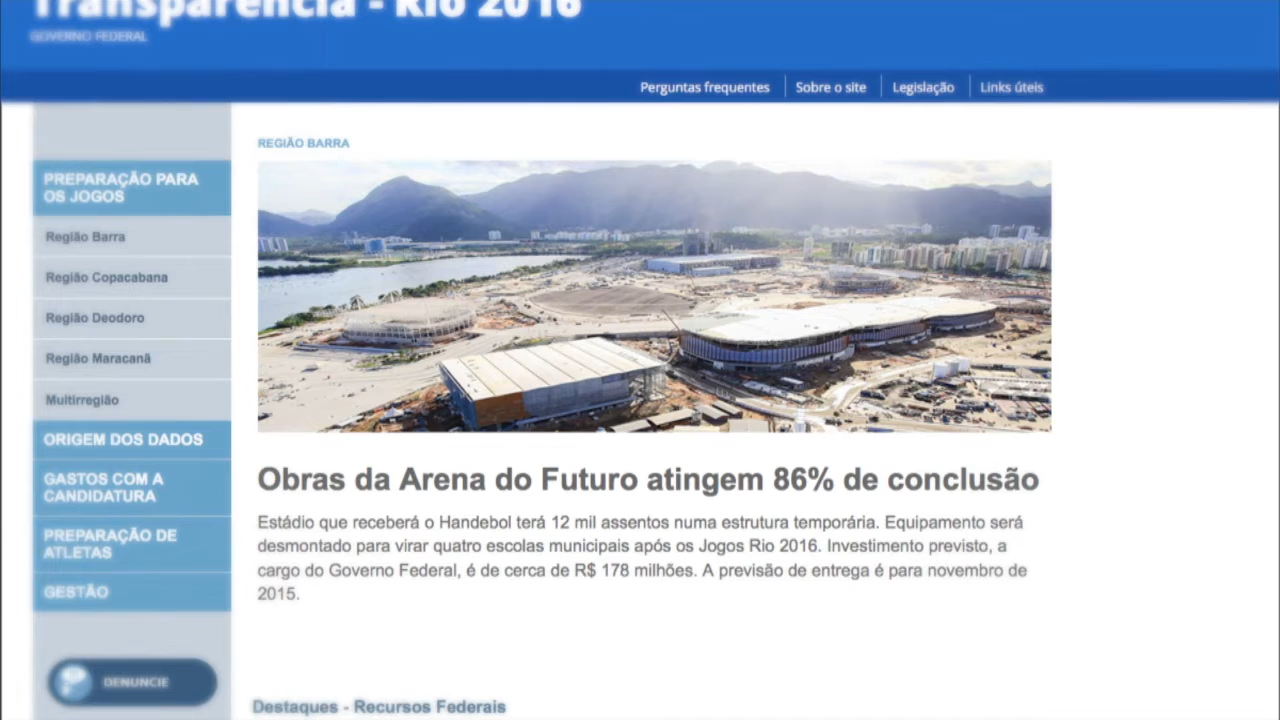 Transparência - Rio 2016
GOVERNO FEDERAL
Perguntas frequentes
Sobre o site
Legislação
Links úteis
REGIÃO BARRA
PREPARAÇÃO PARA
OS JOGOS
Região Barra
Região Copacabana
Região Deodoro
Região Maracanã
Multirregião
ORIGEM DOS DADOS
GASTOS COM A
CANDIDATURA
PREPARAÇÃO DE
ATLETAS
GESTÃO
DENUNCIE
Obras da Arena do Futuro atingem 86% de conclusão
Estádio que receberá o Handebol terá 12 mil assentos numa estrutura temporária. Equipamento será
desmontado para virar quatro escolas municipais após os Jogos Rio 2016. Investimento previsto, a
cargo do Governo Federal, é de cerca de R$ 178 milhões. A previsão de entrega é para novembro de
2015.
Destaques - Recursos Federais